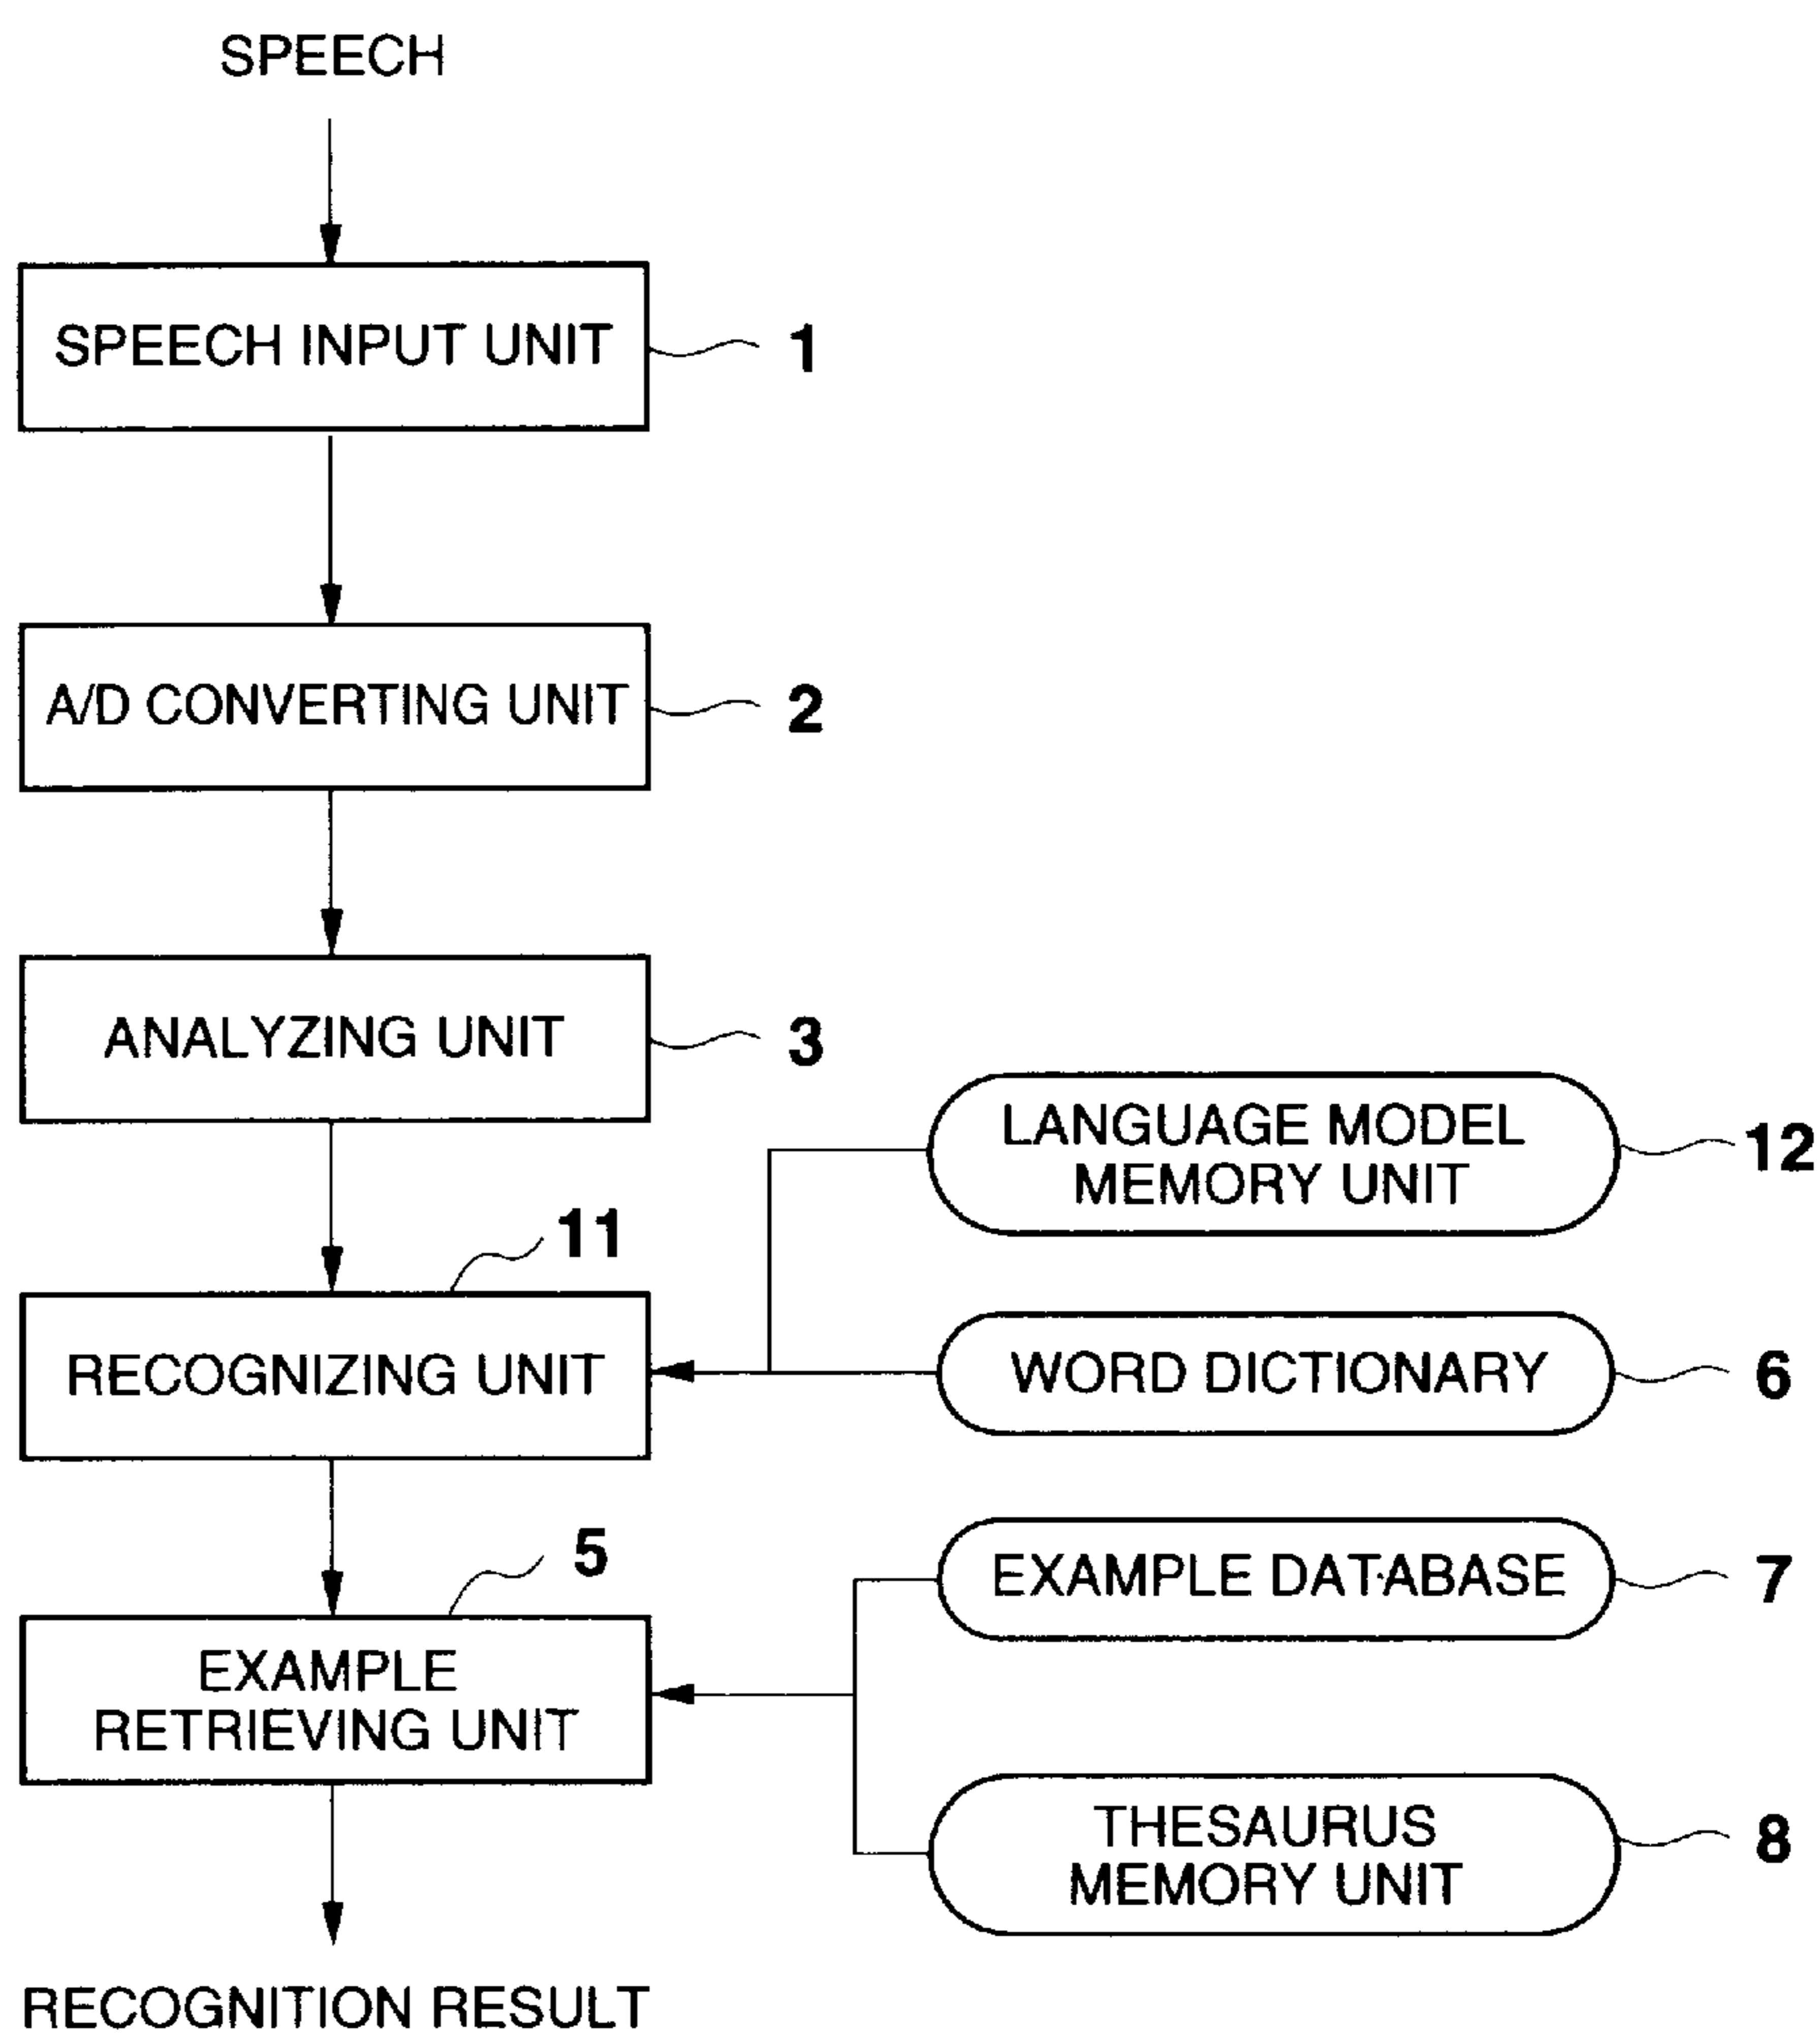 SPEECH
SPEECH INPUT UNIT
1
A/D CONVERTING UNIT
2
ANALYZING UNIT
3
LANGUAGE MODEL
MEMORY UNIT
12
11
RECOGNIZING UNIT
WORD DICTIONARY
6
5
EXAMPLE DATABASE
7
EXAMPLE
RETRIEVING UNIT
THESAURUS
MEMORY UNIT
8
RECOGNITION RESULT